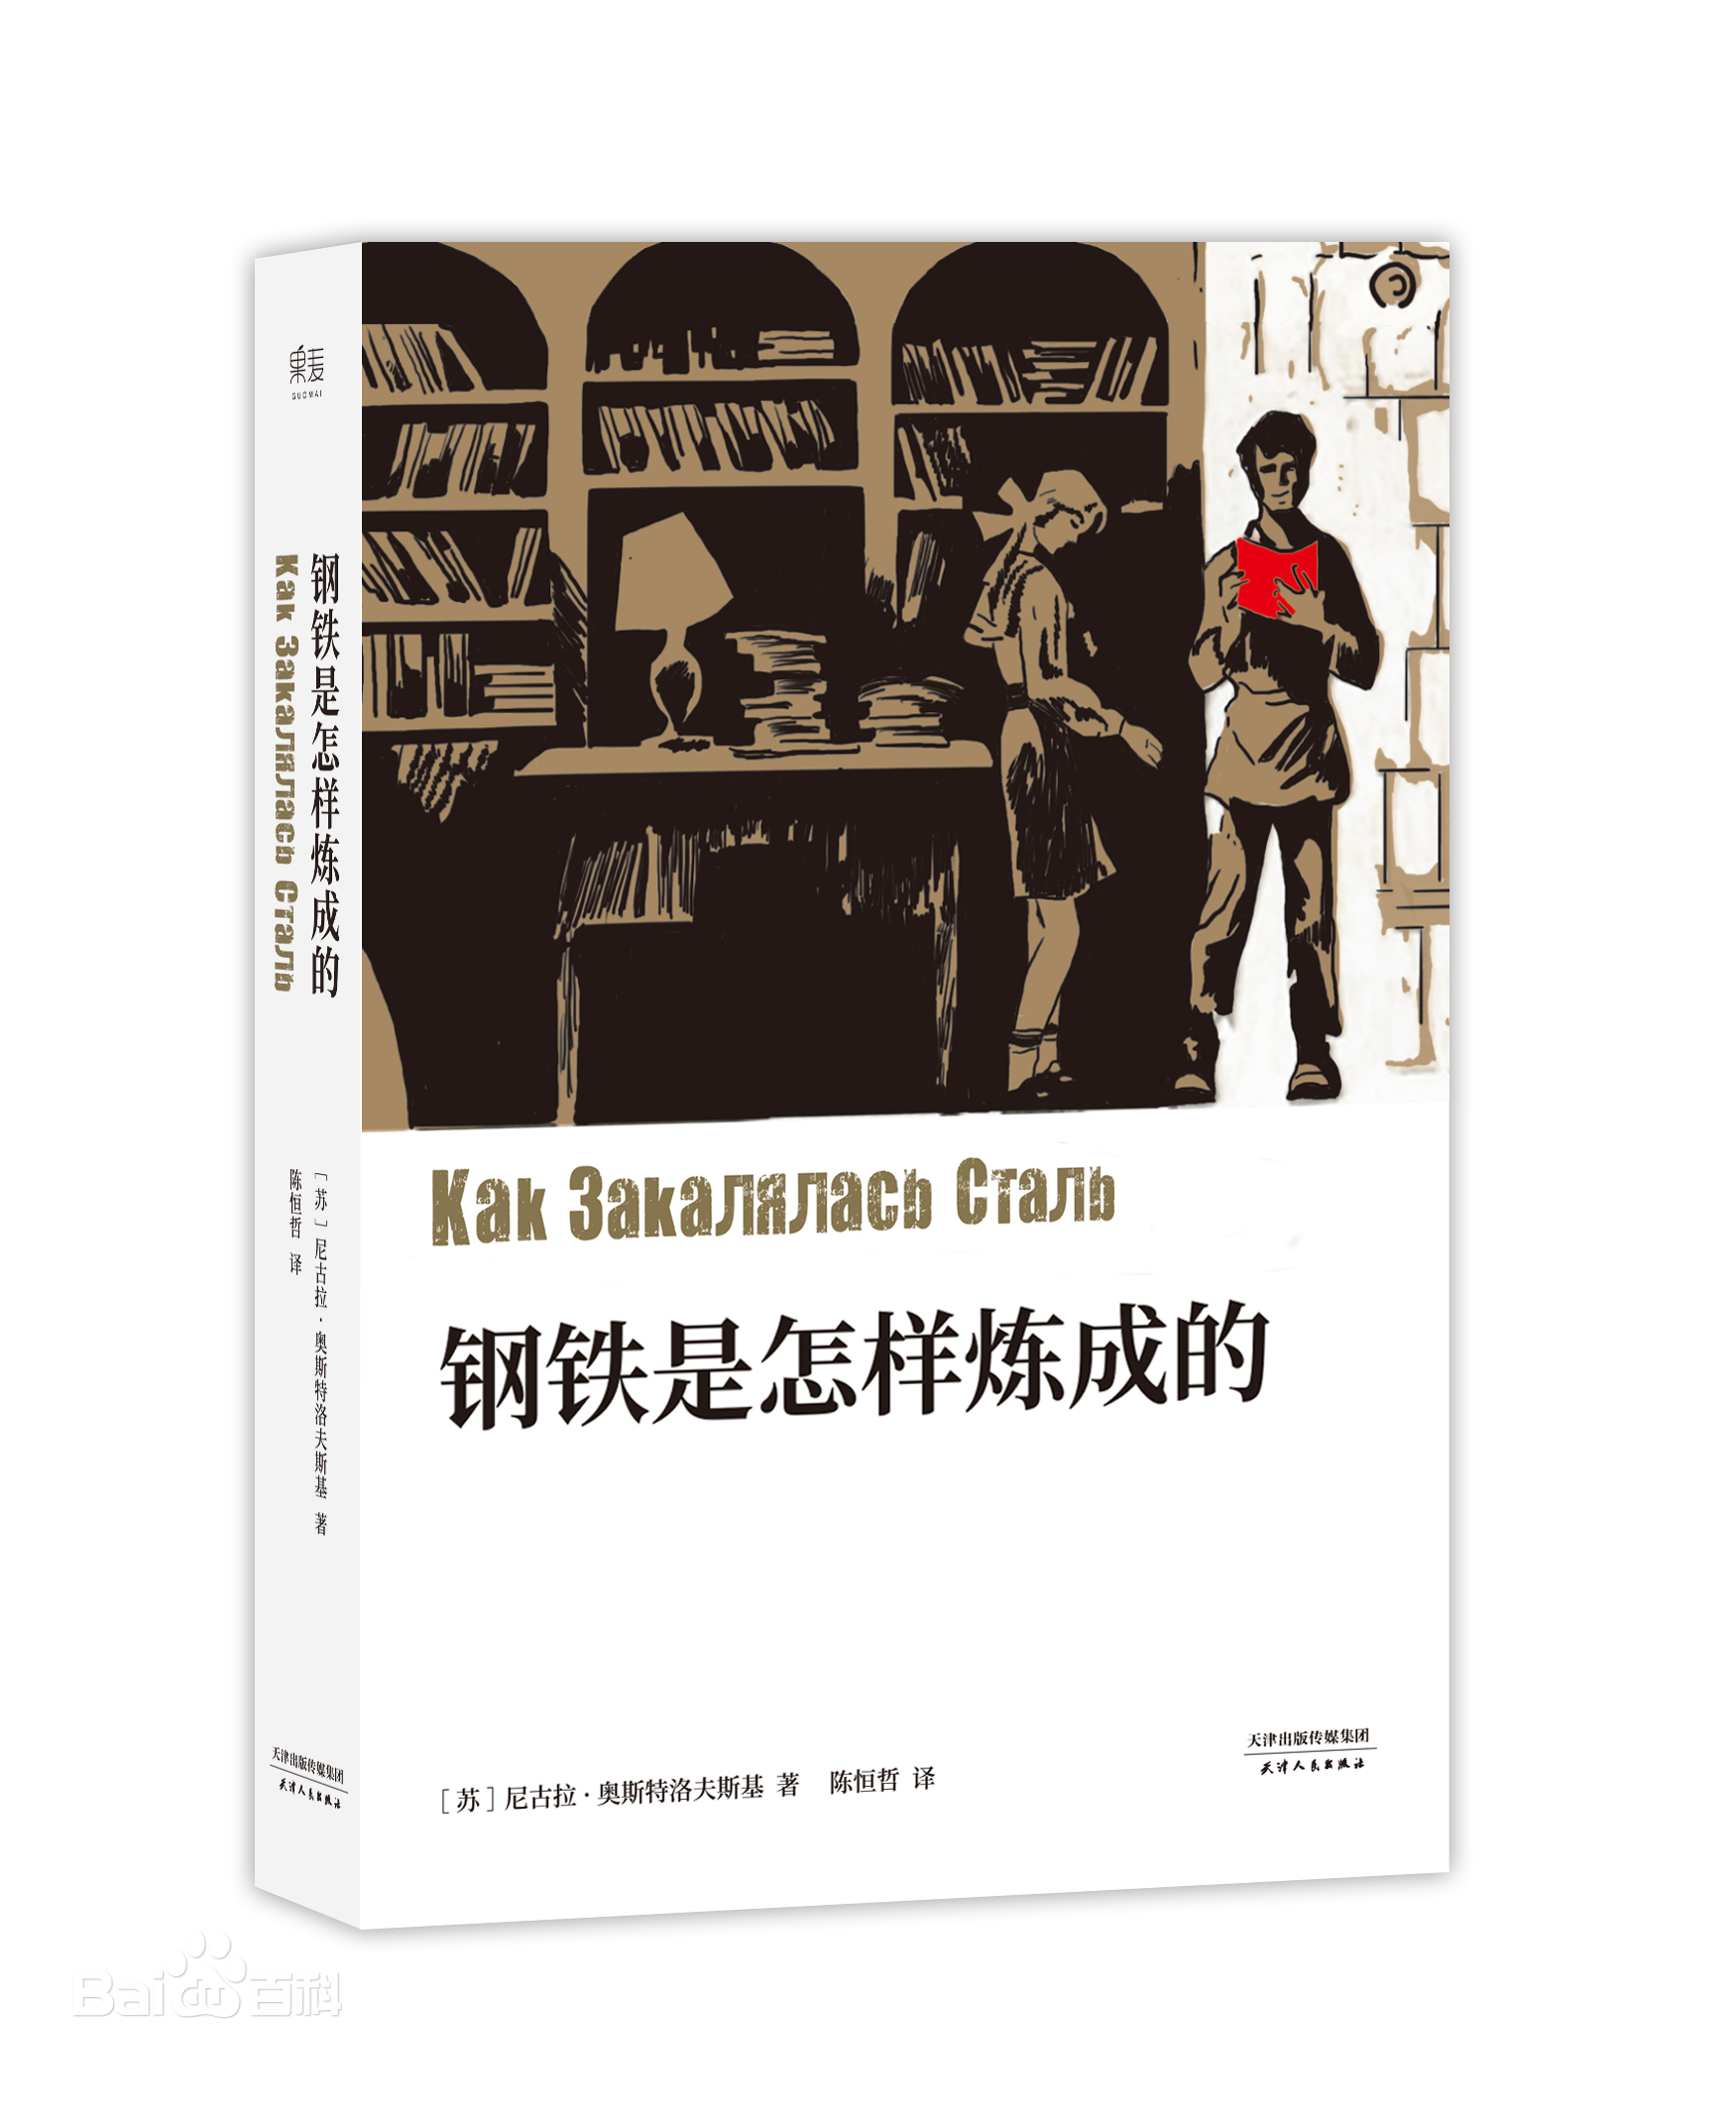 果麦
GUOMAI
钢铁是怎样炼成的
Как Закалялась Сталь
[苏]尼古拉·奥斯特洛夫斯基 著
陈恒哲 译
天津出版传媒集团
天津人民出版社
Как Закалялась Сталь
钢铁是怎样炼成的
[苏]尼古拉·奥斯特洛夫斯基 著 陈恒哲 译
天津出版传媒集团
天津人民出版社
Bai 百科